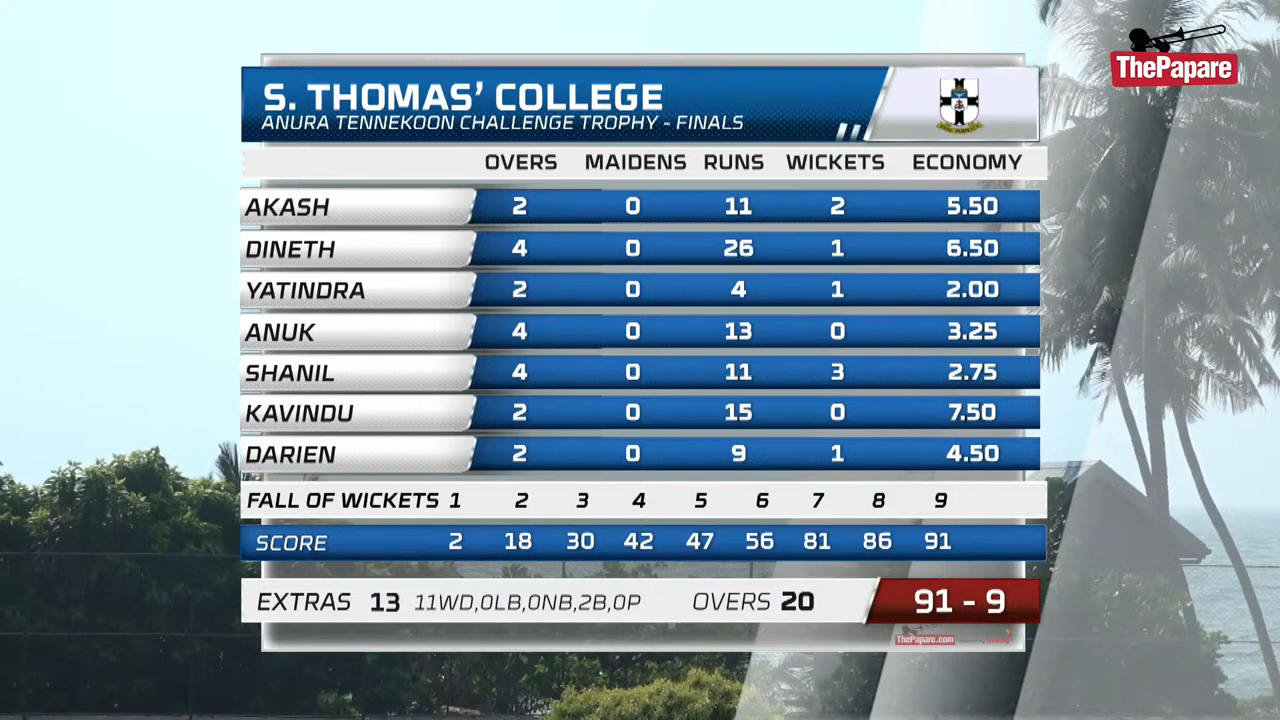 ThePapare
S. THOMAS' COLLEGE
ANURA TENNEKOON CHALLENGE TROPHY - FINALS
OVERS MAIDENS RUNS WICKETS ECONOMY
AKASH 2 0 11 2 5.50
DINETH 4 0 26 1 6.50
YATINDRA 2 0 4 1 2.00
ANUK 4 0 13 0 3.25
SHANIL 4 0 11 3 2.75
KAVINDU 2 0 15 0 7.50
DARIEN 2 0 9 1 4.50
FALL OF WICKETS 1 2 3 4 5 6 7 8 9
SCORE 2 18 30 42 47 56 81 86 91
EXTRAS 13 11WD,0LB,0NB,2B,0P OVERS 20 91 - 9
ThePapare.com